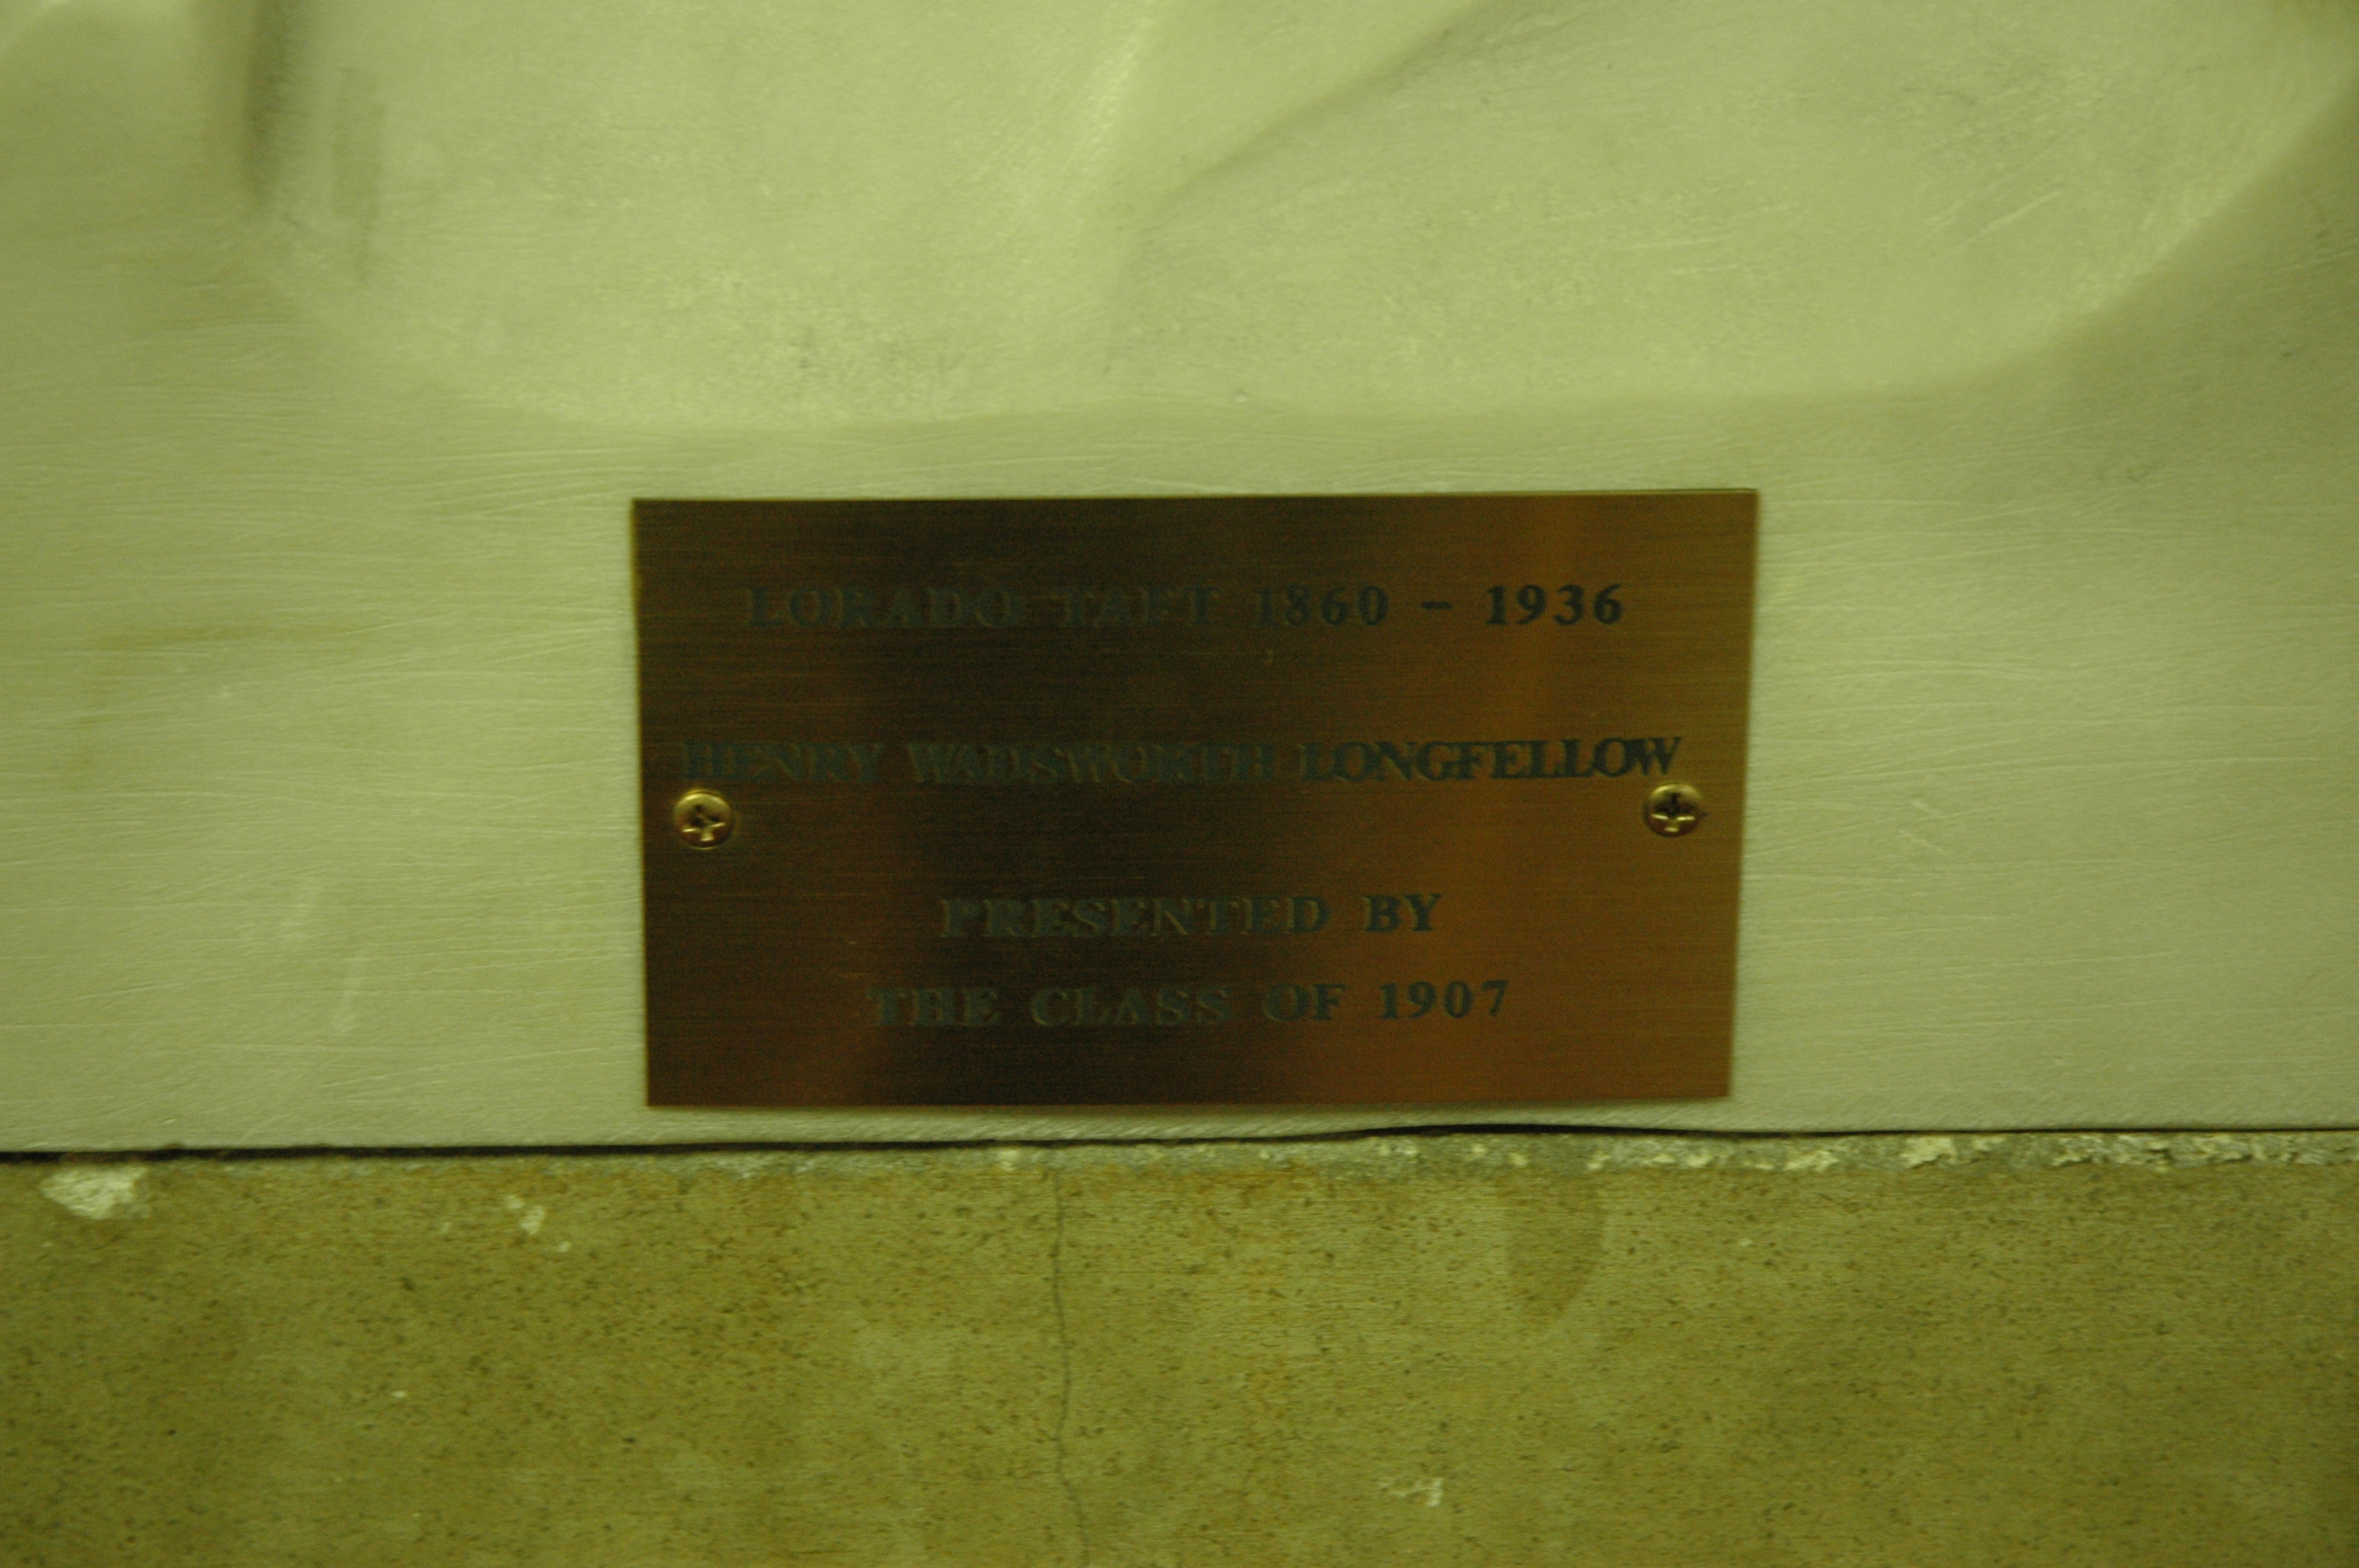 LORADO TAFT 1860 - 1936
HENRY WADSWORTH LONGFELLOW
PRESENTED BY
THE CLASS OF 1907